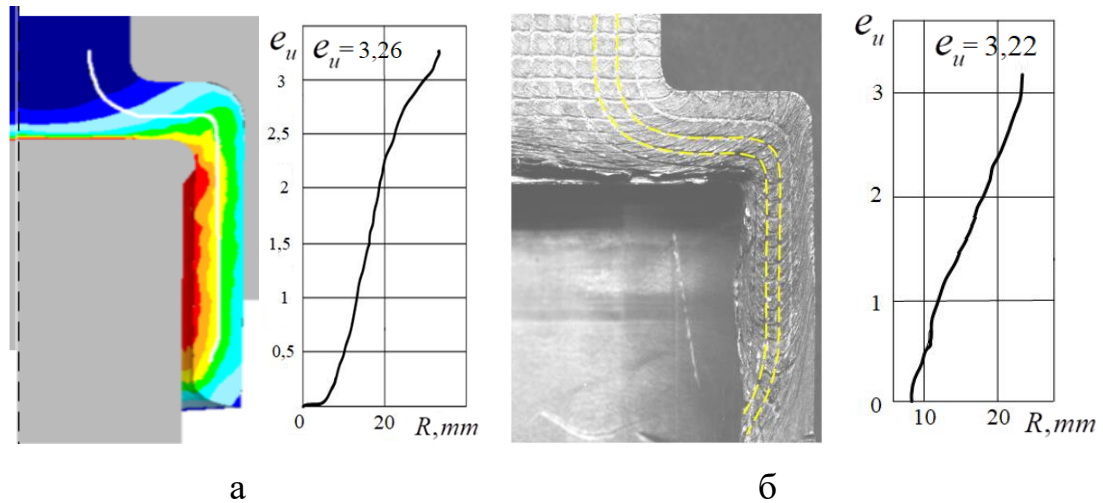 e_u
e_u = 3,26
3
2,5
2
1,5
1
0,5
0
20
R, mm
e_u
e_u = 3,22
3
2
1
0
10
20
R, mm
а
б